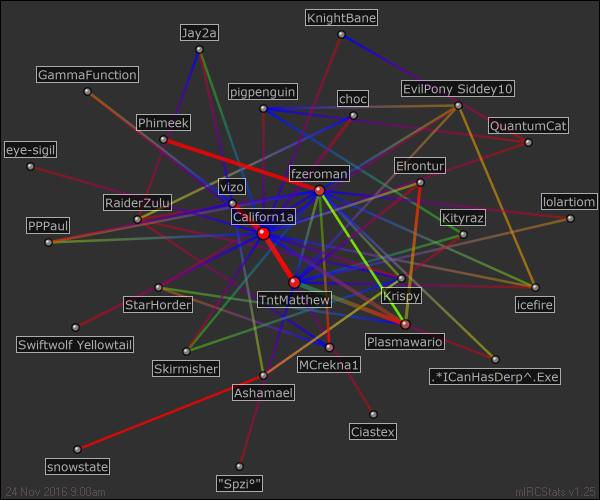 KnightBane
Jay2a
GammaFunction
EvilPony Siddey10
pigpenguin
choc
Phimeek
QuantumCat
eye-sigil
fzeroman
Elrontur
vizo
RaiderZulu
lolartiom
Californ1a
Kityraz
PPPaul
TntMatthew
Krispy
icefire
StarHorder
Swiftwolf Yellowtail
Plasmawario
Skirmisher
MCrekna1
.*ICanHasDerp^.Exe
Ashamael
Ciastex
snowstate
"Spzi°"
24 Nov 2016 9:00am
mIRCStats v1.25